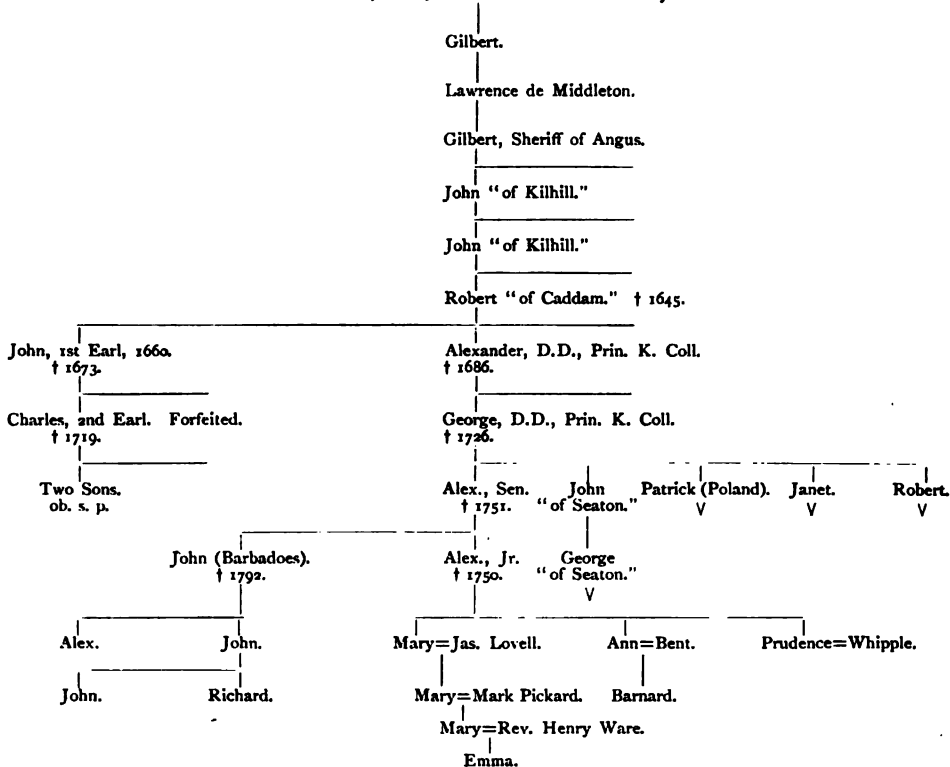 Gilbert.
Lawrence de Middleton.
Gilbert, Sheriff of Angus.
John "of Kilhill."
John "of Kilhill."
Robert "of Caddam." † 1645.
John, 1st Earl, 1660. Alexander, D.D., Prin. K. Coll.
† 1673. † 1686.
Charles, 2nd Earl. Forfeited. George, D.D., Prin. K. Coll.
† 1719. † 1726.
Two Sons. Alex., Sen. John Patrick (Poland). Janet. Robert.
ob. s. p. † 1751. "of Seaton." V V V
John (Barbadoes). Alex., Jr. George
† 1792. † 1750. "of Seaton."
V
Alex. John. Mary=Jas. Lovell. Ann=Bent. Prudence=Whipple.
John. Richard. Mary=Mark Pickard. Barnard.
Mary=Rev. Henry Ware.
Emma.